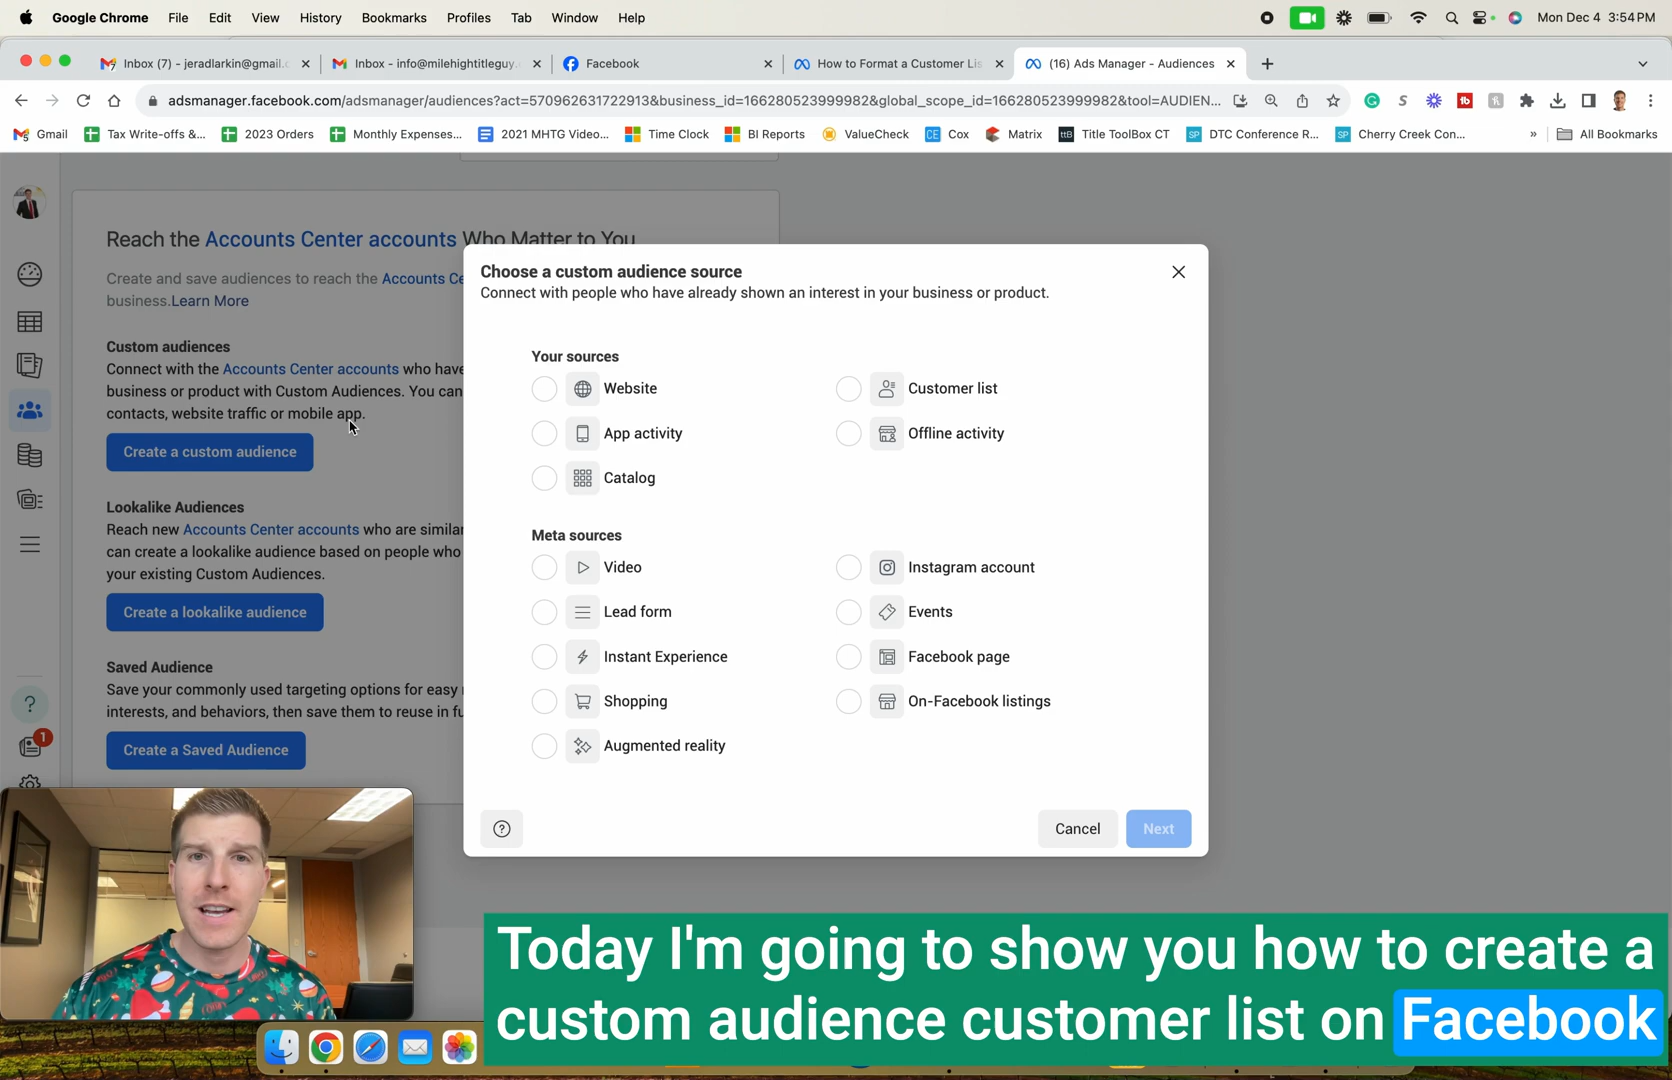 Google Chrome File Edit View History Bookmarks Profiles Tab Window Help Mon Dec 4 3:54 PM
Inbox (7) - jeradlarkin@gmail.c Inbox - info@milehightitleguy. Facebook How to Format a Customer Lis (16) Ads Manager - Audiences
adsmanager.facebook.com/adsmanager/audiences?act=570962631722913&business_id=166280523999982&global_scope_id=166280523999982&tool=AUDIEN...
Gmail Tax Write-offs &... 2023 Orders Monthly Expenses... 2021 MHTG Video... Time Clock BI Reports ValueCheck CE Cox Matrix ttB Title ToolBox CT SP DTC Conference R... SP Cherry Creek Con... » All Bookmarks
Reach the Accounts Center accounts Who Matter to You
Create and save audiences to reach the Accounts Ce
business.Learn More
Custom audiences
Connect with the Accounts Center accounts who have
business or product with Custom Audiences. You can
contacts, website traffic or mobile app.
Create a custom audience
Lookalike Audiences
Reach new Accounts Center accounts who are similar
can create a lookalike audience based on people who
your existing Custom Audiences.
Create a lookalike audience
Saved Audience
Save your commonly used targeting options for easy
interests, and behaviors, then save them to reuse in fu
Create a Saved Audience
?
1
Choose a custom audience source
Connect with people who have already shown an interest in your business or product.
Your sources
Website Customer list
App activity Offline activity
Catalog
Meta sources
Video Instagram account
Lead form Events
Instant Experience Facebook page
Shopping On-Facebook listings
Augmented reality
? Cancel Next
Today I'm going to show you how to create a
custom audience customer list on Facebook